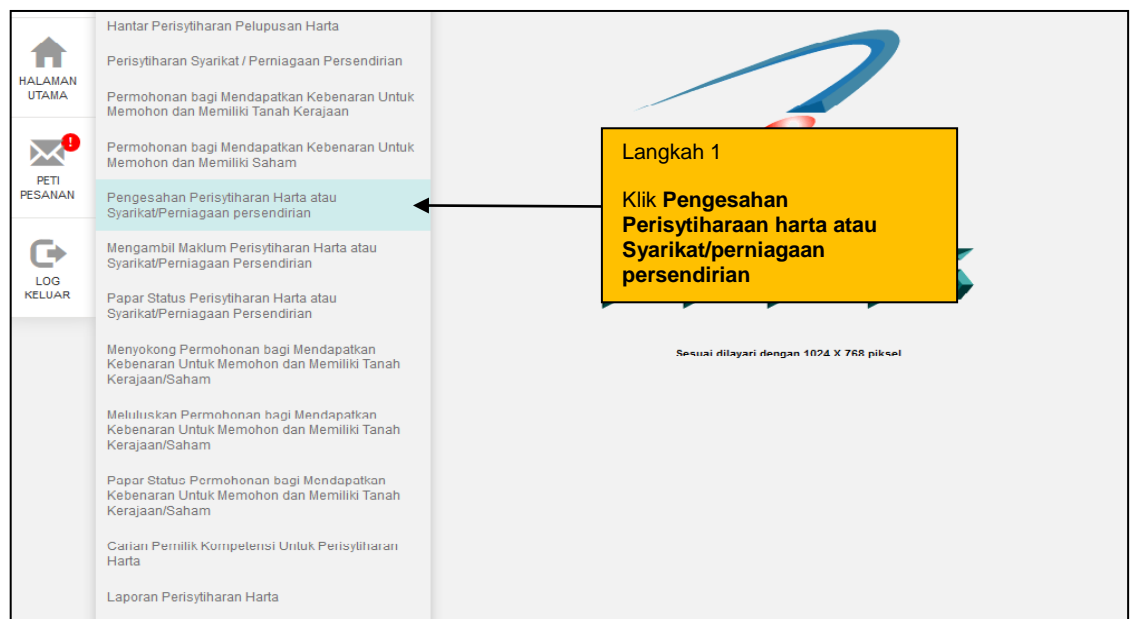 HALAMAN
UTAMA
PETI
PESANAN
LOG
KELUAR
Hantar Perisytiharan Pelupusan Harta
Perisytiharan Syarikat / Perniagaan Persendirian
Permohonan bagi Mendapatkan Kebenaran Untuk
Memohon dan Memiliki Tanah Kerajaan
Permohonan bagi Mendapatkan Kebenaran Untuk
Memohon dan Memiliki Saham
Pengesahan Perisytiharan Harta atau
Syarikat/Perniagaan persendirian
Mengambil Maklum Perisytiharan Harta atau
Syarikat/Perniagaan Persendirian
Papar Status Perisytiharan Harta atau
Syarikat/Perniagaan Persendirian
Menyokong Permohonan bagi Mendapatkan
Kebenaran Untuk Memohon dan Memiliki Tanah
Kerajaan/Saham
Meluluskan Permohonan bagi Mendapatkan
Kebenaran Untuk Memohon dan Memiliki Tanah
Kerajaan/Saham
Papar Status Permohonan bagi Mendapatkan
Kebenaran Untuk Memohon dan Memiliki Tanah
Kerajaan/Saham
Carian Pemilik Kompetensi Untuk Perisytiharan
Harta
Laporan Perisytiharan Harta
Langkah 1
Klik Pengesahan
Perisytiharaan harta atau
Syarikat/perniagaan
persendirian
Sesuai dilayari dengan 1024 X 768 piksel